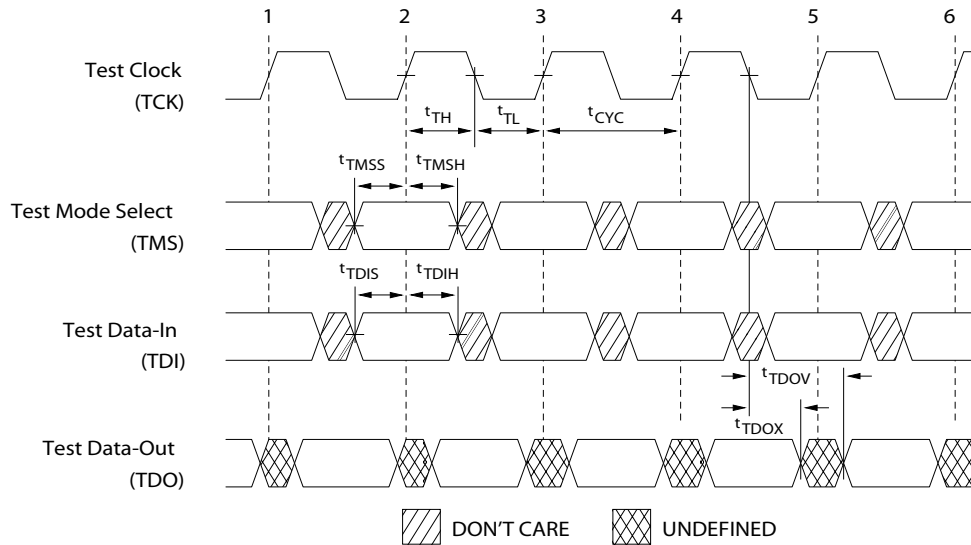 1 2 3 4 5 6
Test Clock
(TCK)
tTH tTL tCYC
tTMSS tTMSH
Test Mode Select
(TMS)
tTDIS tTDIH
Test Data-In
(TDI)
tTDOV
tTDOX
Test Data-Out
(TDO)
DON'T CARE UNDEFINED